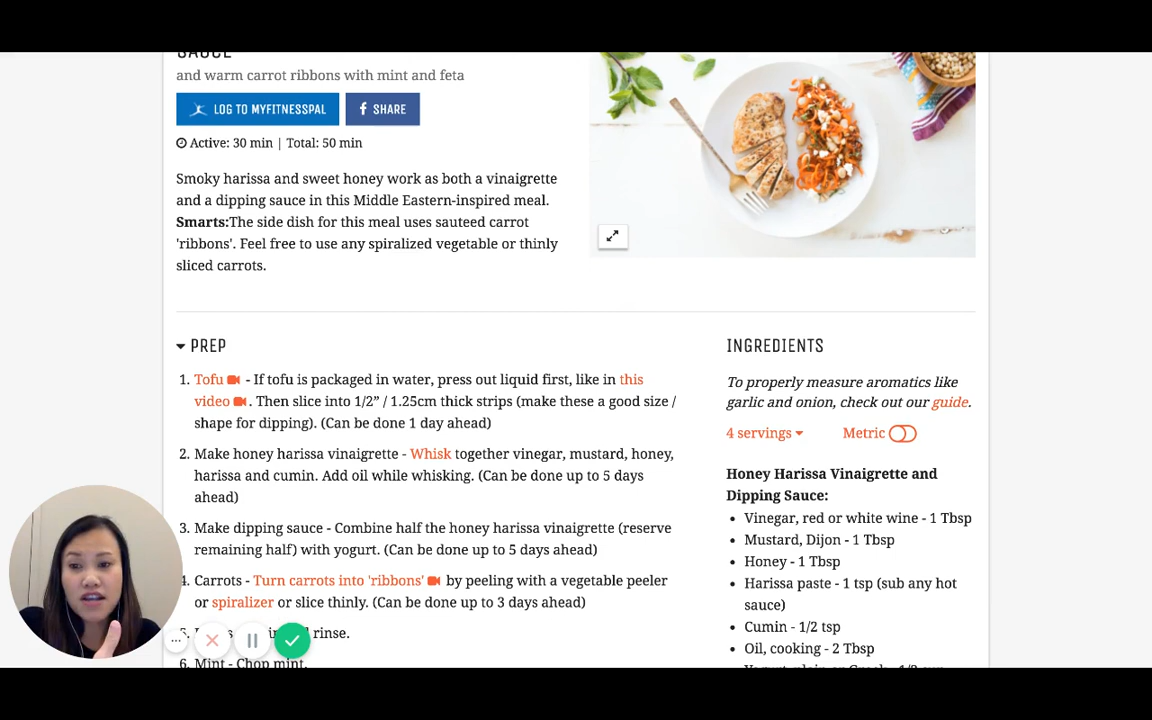 SAUCE
and warm carrot ribbons with mint and feta
LOG TO MYFITNESSPAL
SHARE
Active: 30 min | Total: 50 min
Smoky harissa and sweet honey work as both a vinaigrette
and a dipping sauce in this Middle Eastern-inspired meal.
Smarts:The side dish for this meal uses sauteed carrot
'ribbons'. Feel free to use any spiralized vegetable or thinly
sliced carrots.
PREP
1. Tofu - If tofu is packaged in water, press out liquid first, like in this
video . Then slice into 1/2” / 1.25cm thick strips (make these a good size /
shape for dipping). (Can be done 1 day ahead)
2. Make honey harissa vinaigrette - Whisk together vinegar, mustard, honey,
harissa and cumin. Add oil while whisking. (Can be done up to 5 days
ahead)
3. Make dipping sauce - Combine half the honey harissa vinaigrette (reserve
remaining half) with yogurt. (Can be done up to 5 days ahead)
4. Carrots - Turn carrots into 'ribbons' by peeling with a vegetable peeler
or spiralizer or slice thinly. (Can be done up to 3 days ahead)
5. rinse.
6. Mint - Chop mint.
INGREDIENTS
To properly measure aromatics like
garlic and onion, check out our guide.
4 servings
Metric
Honey Harissa Vinaigrette and
Dipping Sauce:
• Vinegar, red or white wine - 1 Tbsp
• Mustard, Dijon - 1 Tbsp
• Honey - 1 Tbsp
• Harissa paste - 1 tsp (sub any hot
sauce)
• Cumin - 1/2 tsp
• Oil, cooking - 2 Tbsp